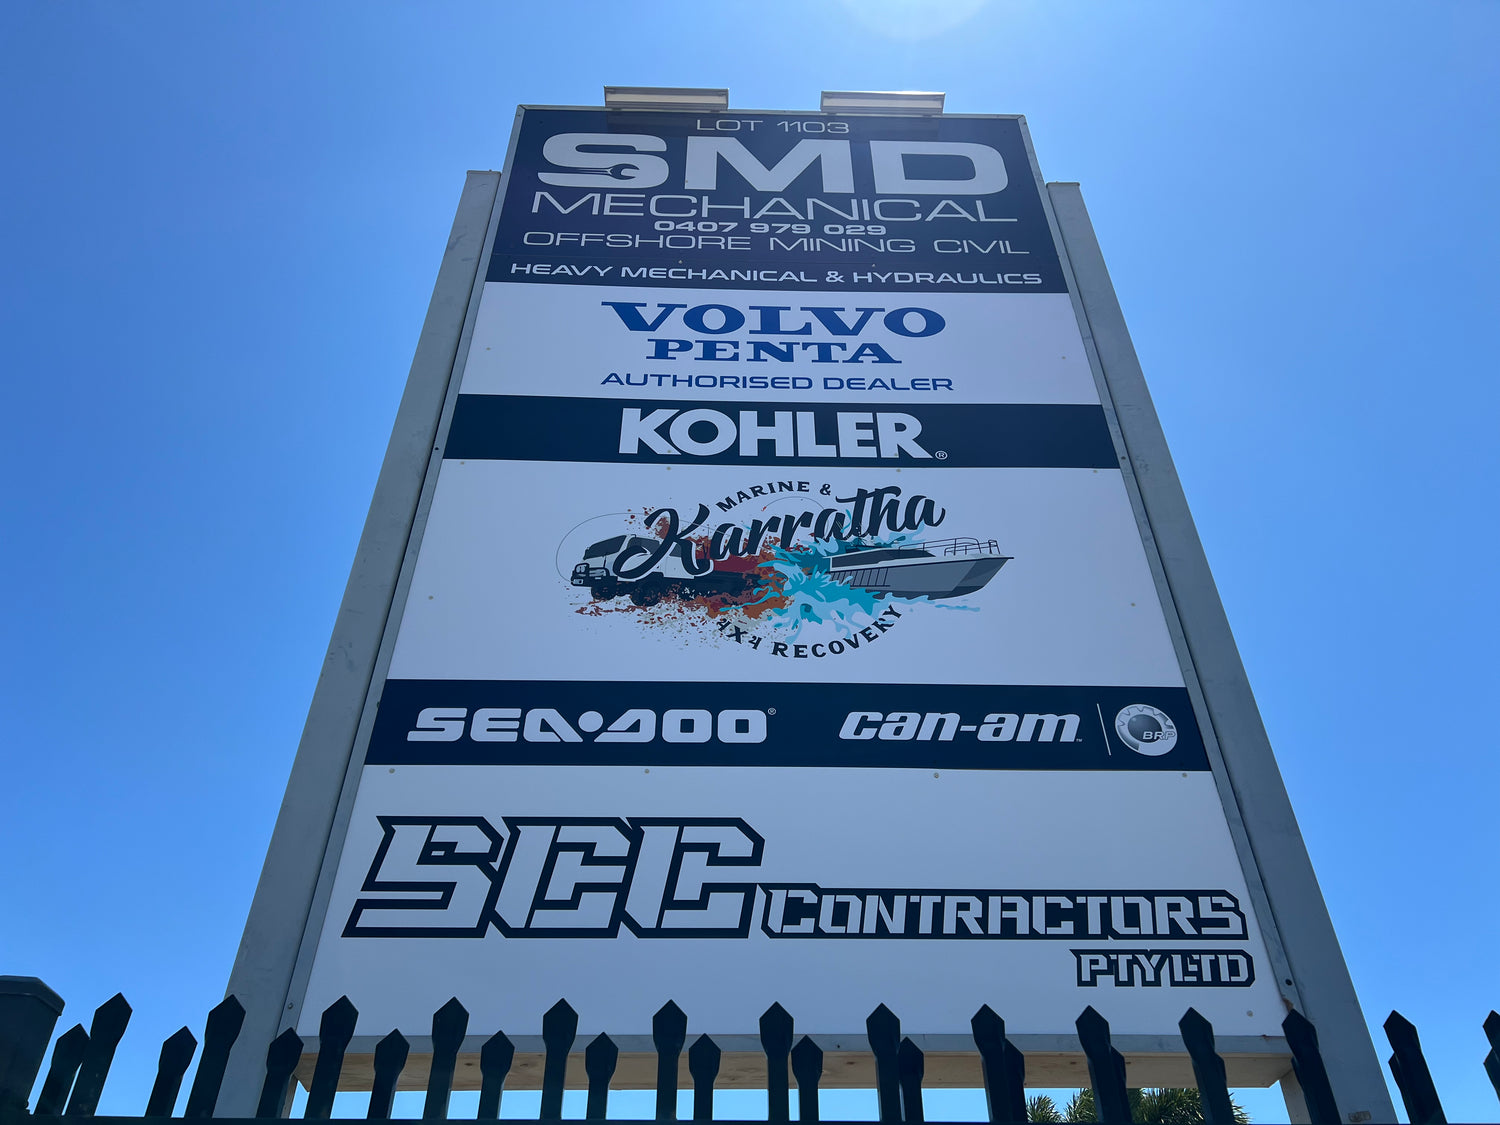 LOT 1103
SMD
MECHANICAL
0407 979 029
OFFSHORE MINING CIVIL
HEAVY MECHANICAL & HYDRAULICS
VOLVO
PENTA
AUTHORISED DEALER
KOHLER®
MARINE &
Karratha
4X4 RECOVERY
SEA-DOO® can-am™ BRP
SCC CONTRACTORS
PTY LTD